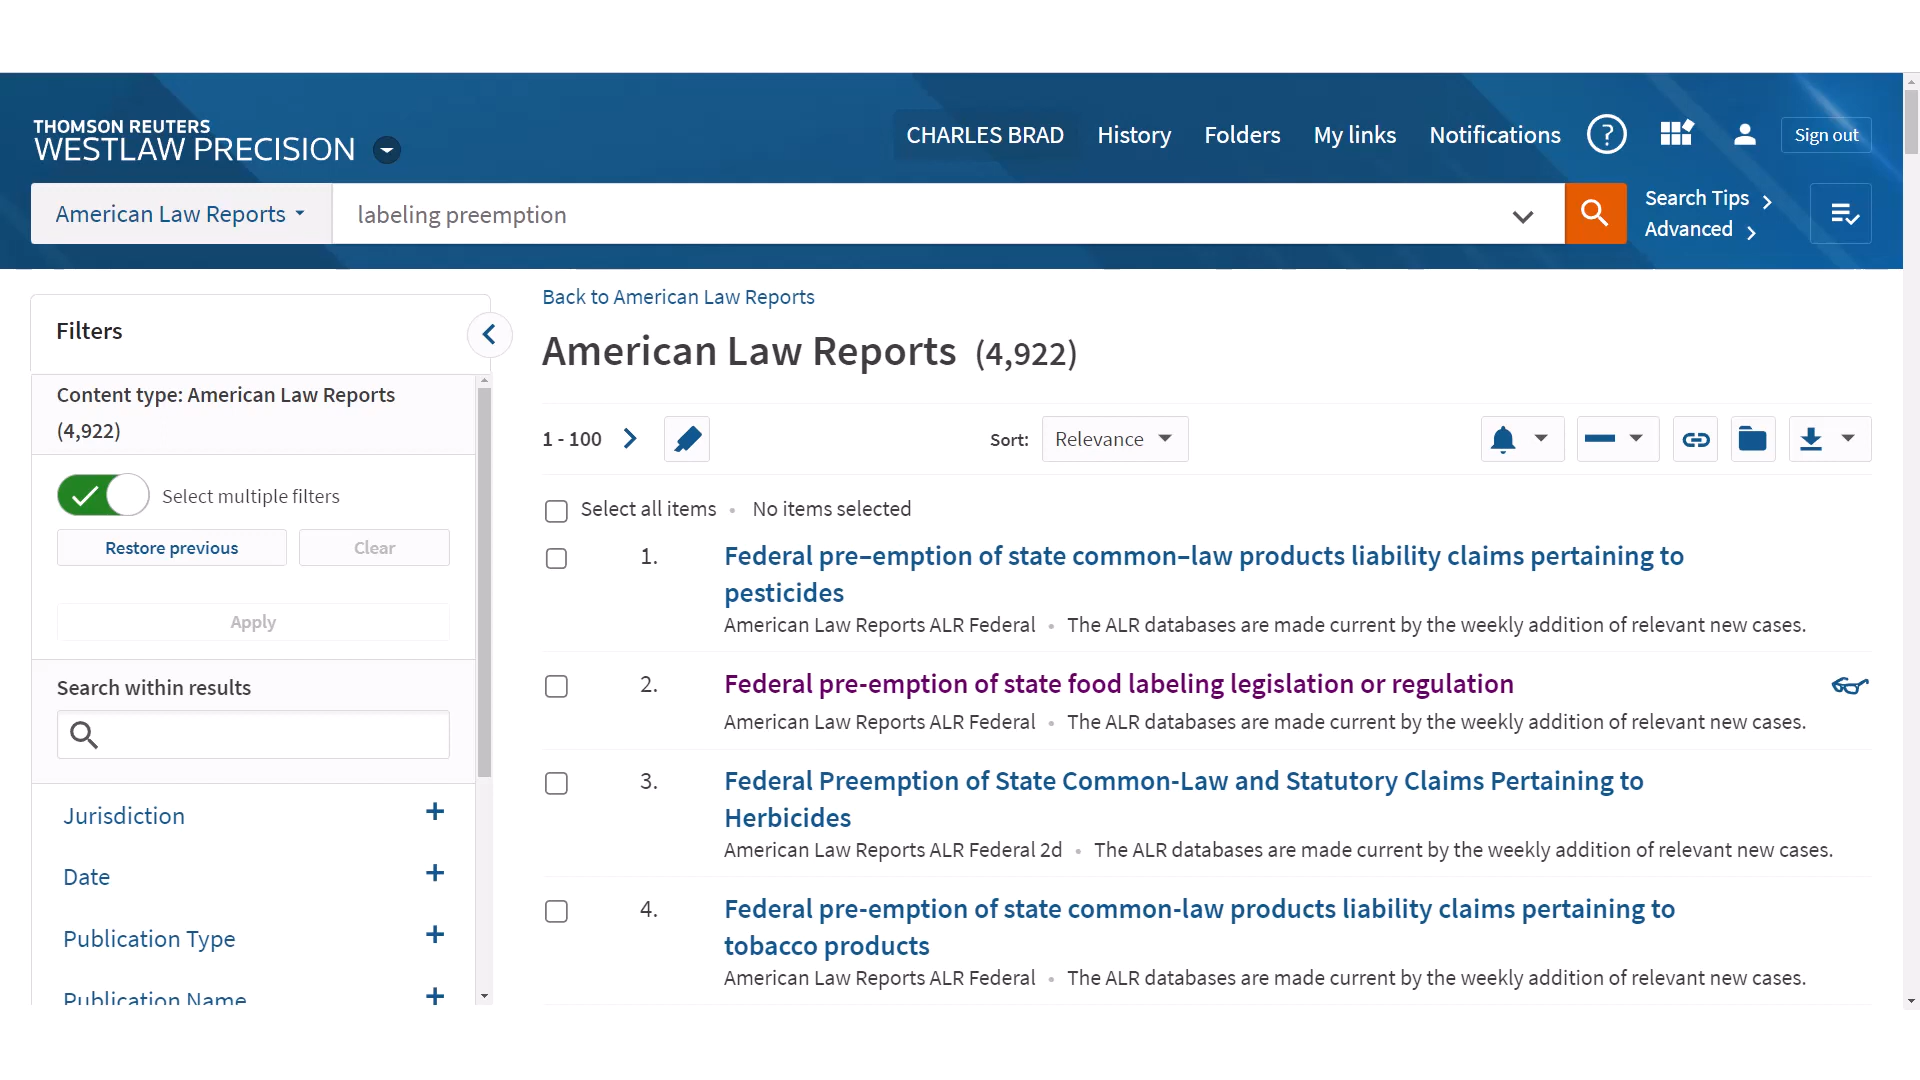 THOMSON REUTERS
WESTLAW PRECISION
CHARLES BRAD
History
Folders
My links
Notifications
?
Sign out
American Law Reports
labeling preemption
Search Tips
Advanced
Filters
Content type: American Law Reports
(4,922)
Select multiple filters
Restore previous
Clear
Apply
Search within results
Jurisdiction
Date
Publication Type
Publication Name
Back to American Law Reports
American Law Reports (4,922)
1 - 100
Sort:
Relevance
Select all items • No items selected
1.
Federal pre–emption of state common–law products liability claims pertaining to
pesticides
American Law Reports ALR Federal • The ALR databases are made current by the weekly addition of relevant new cases.
2.
Federal pre-emption of state food labeling legislation or regulation
American Law Reports ALR Federal • The ALR databases are made current by the weekly addition of relevant new cases.
3.
Federal Preemption of State Common-Law and Statutory Claims Pertaining to
Herbicides
American Law Reports ALR Federal 2d • The ALR databases are made current by the weekly addition of relevant new cases.
4.
Federal pre-emption of state common-law products liability claims pertaining to
tobacco products
American Law Reports ALR Federal • The ALR databases are made current by the weekly addition of relevant new cases.